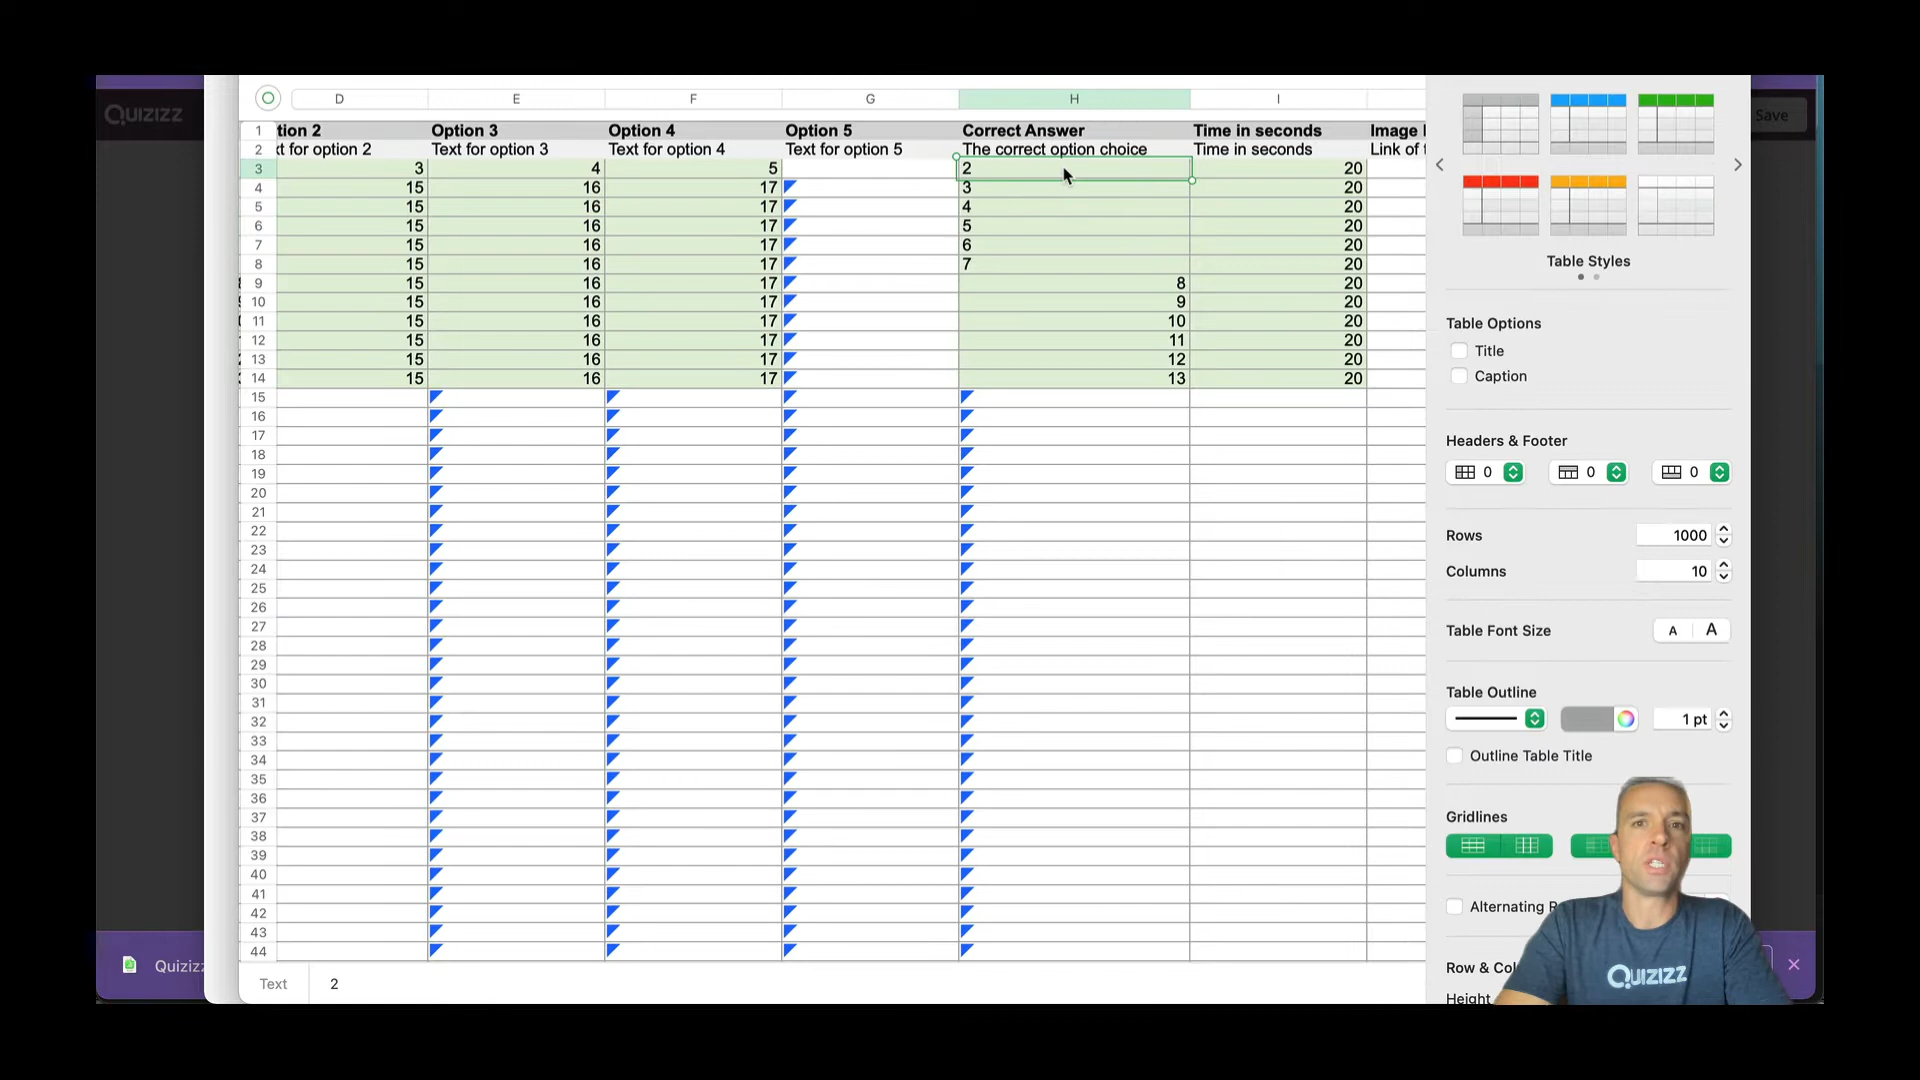 Quizizz
Save
D E F G H I
1 tion 2 Option 3 Option 4 Option 5 Correct Answer Time in seconds Image
2 xt for option 2 Text for option 3 Text for option 4 Text for option 5 The correct option choice Time in seconds Link of
3 3 4 5 2 20
4 15 16 17 3 20
5 15 16 17 4 20
6 15 16 17 5 20
7 15 16 17 6 20
8 15 16 17 7 20
9 15 16 17 8 20
10 15 16 17 9 20
11 15 16 17 10 20
12 15 16 17 11 20
13 15 16 17 12 20
14 15 16 17 13 20
15
16
17
18
19
20
21
22
23
24
25
26
27
28
29
30
31
32
33
34
35
36
37
38
39
40
41
42
43
44
Text 2
Table Styles
Table Options
Title
Caption
Headers & Footer
0 0 0
Rows 1000
Columns 10
Table Font Size A A
Table Outline
1 pt
Outline Table Title
Gridlines
Alternating R
Row & Col
Height
Quizizz
QUIZIZZ